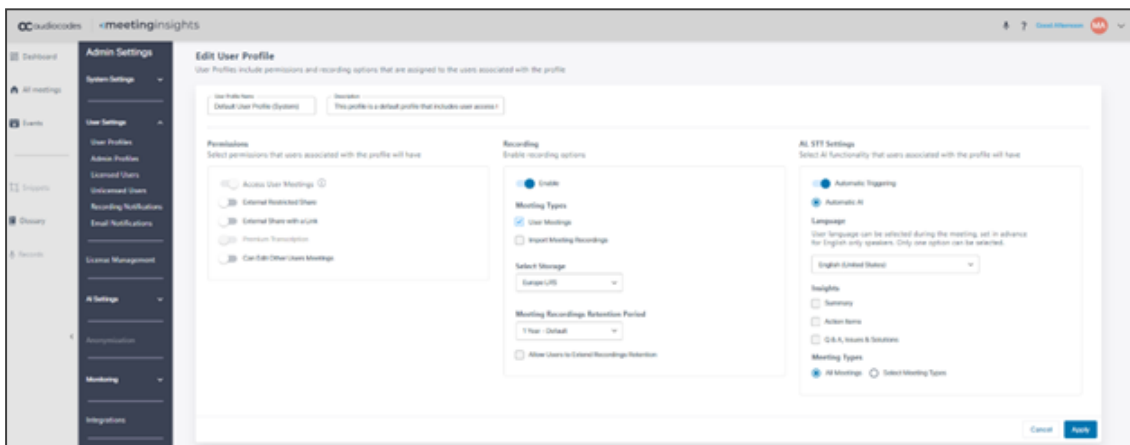 audiocodes meetinginsights
? Good Afternoon MA
Dashboard
All meetings
Events
Snippets
Glossary
Records
Admin Settings
System Settings
User Settings
User Profiles
Admin Profiles
Licensed Users
Unlicensed Users
Recording Notifications
Email Notifications
License Management
AI Settings
Anonymization
Monitoring
Integrations
Edit User Profile
User Profiles include permissions and recording options that are assigned to the users associated with the profile
User Profile Name
Default User Profile (System)
Description
This profile is a default profile that includes user access t
Permissions
Select permissions that users associated with the profile will have
Access User Meetings
External Restricted Share
External Share with a Link
Premium Transcription
Can Edit Other Users Meetings
Recording
Enable recording options
Enable
Meeting Types
User Meetings
Import Meeting Recordings
Select Storage
Europe LRS
Meeting Recordings Retention Period
1 Year - Default
Allow Users to Extend Recordings Retention
AI, STT Settings
Select AI functionality that users associated with the profile will have
Automatic Triggering
Automatic AI
Language
User language can be selected during the meeting, set in advance
for English only speakers. Only one option can be selected.
English (United States)
Insights
Summary
Action Items
Q & A, Issues & Solutions
Meeting Types
All Meetings Select Meeting Types
Cancel Apply